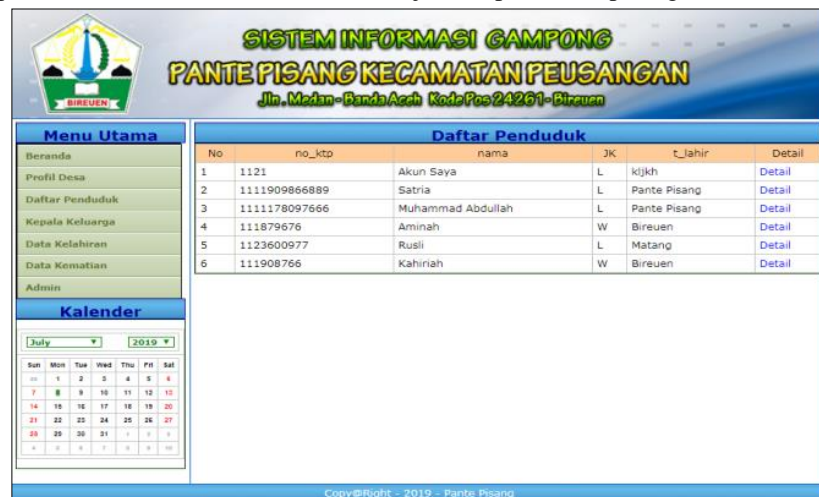 SISTEM INFORMASI GAMPONG
PANTE PISANG KECAMATAN PEUSANGAN
Jln. Medan - Banda Aceh Kode Pos 24261 - Bireuen
BIREUEN
Menu Utama
Beranda
Profil Desa
Daftar Penduduk
Kepala Keluarga
Data Kelahiran
Data Kematian
Admin
Kalender
July 2019
Sun Mon Tue Wed Thu Fri Sat
1 2 3 4 5 6
7 8 9 10 11 12 13
14 15 16 17 18 19 20
21 22 23 24 25 26 27
28 29 30 31
Daftar Penduduk
No no_ktp nama JK t_lahir Detail
1 1121 Akun Saya L kljkh Detail
2 1111909866889 Satria L Pante Pisang Detail
3 1111178097666 Muhammad Abdullah L Pante Pisang Detail
4 111879676 Aminah W Bireuen Detail
5 1123600977 Rusli L Matang Detail
6 111908766 Kahiriah W Bireuen Detail
Copy@Right - 2019 - Pante Pisang